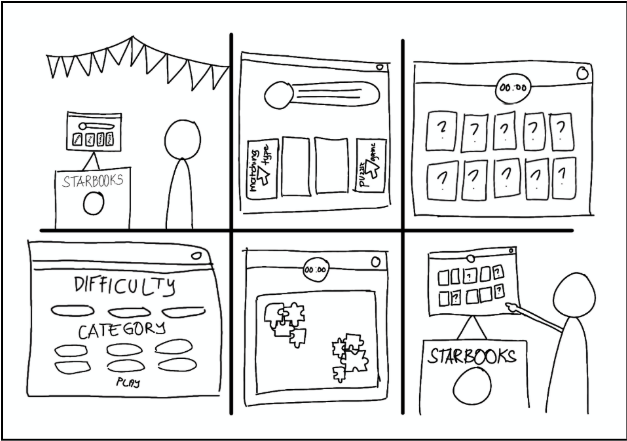 STARBOOKS
matching type
puzzle game
00:00
? ? ? ? ?
? ? ? ? ?
DIFFICULTY
CATEGORY
PLAY
00:00
? ?
?
STARBOOKS